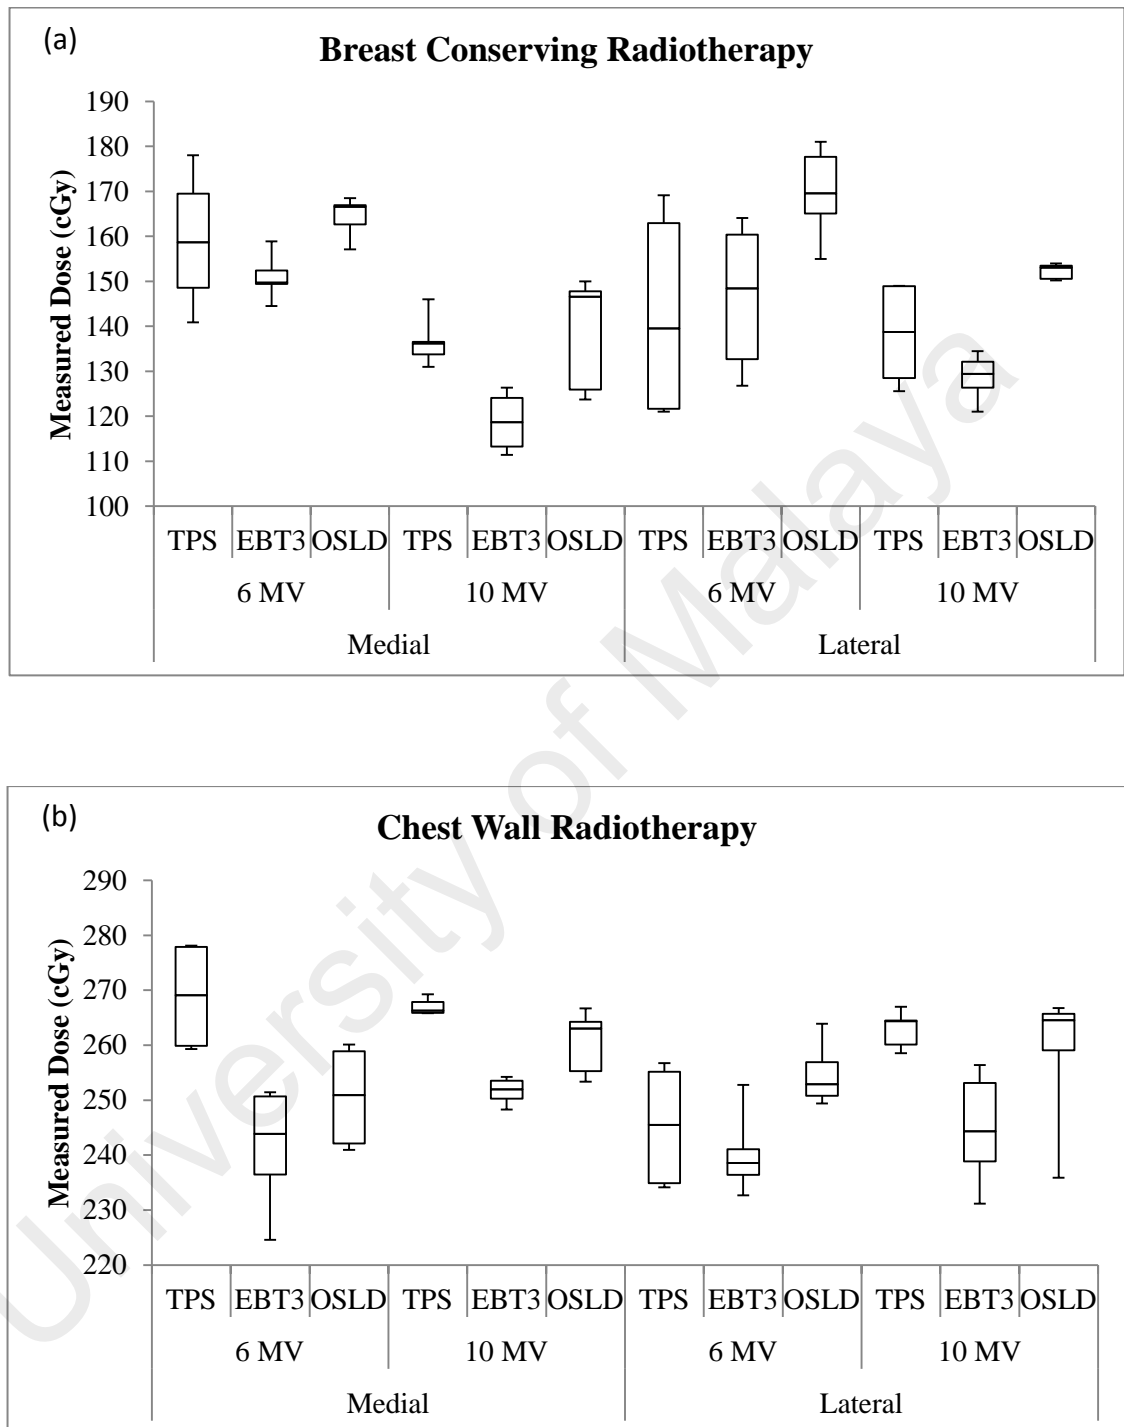 (a)
Breast Conserving Radiotherapy
Measured Dose (cGy)
190
180
170
160
150
140
130
120
110
100
TPS EBT3 OSLD TPS EBT3 OSLD TPS EBT3 OSLD TPS EBT3 OSLD
6 MV 10 MV 6 MV 10 MV
Medial Lateral
(b)
Chest Wall Radiotherapy
Measured Dose (cGy)
290
280
270
260
250
240
230
220
TPS EBT3 OSLD TPS EBT3 OSLD TPS EBT3 OSLD TPS EBT3 OSLD
6 MV 10 MV 6 MV 10 MV
Medial Lateral
University of Malaya